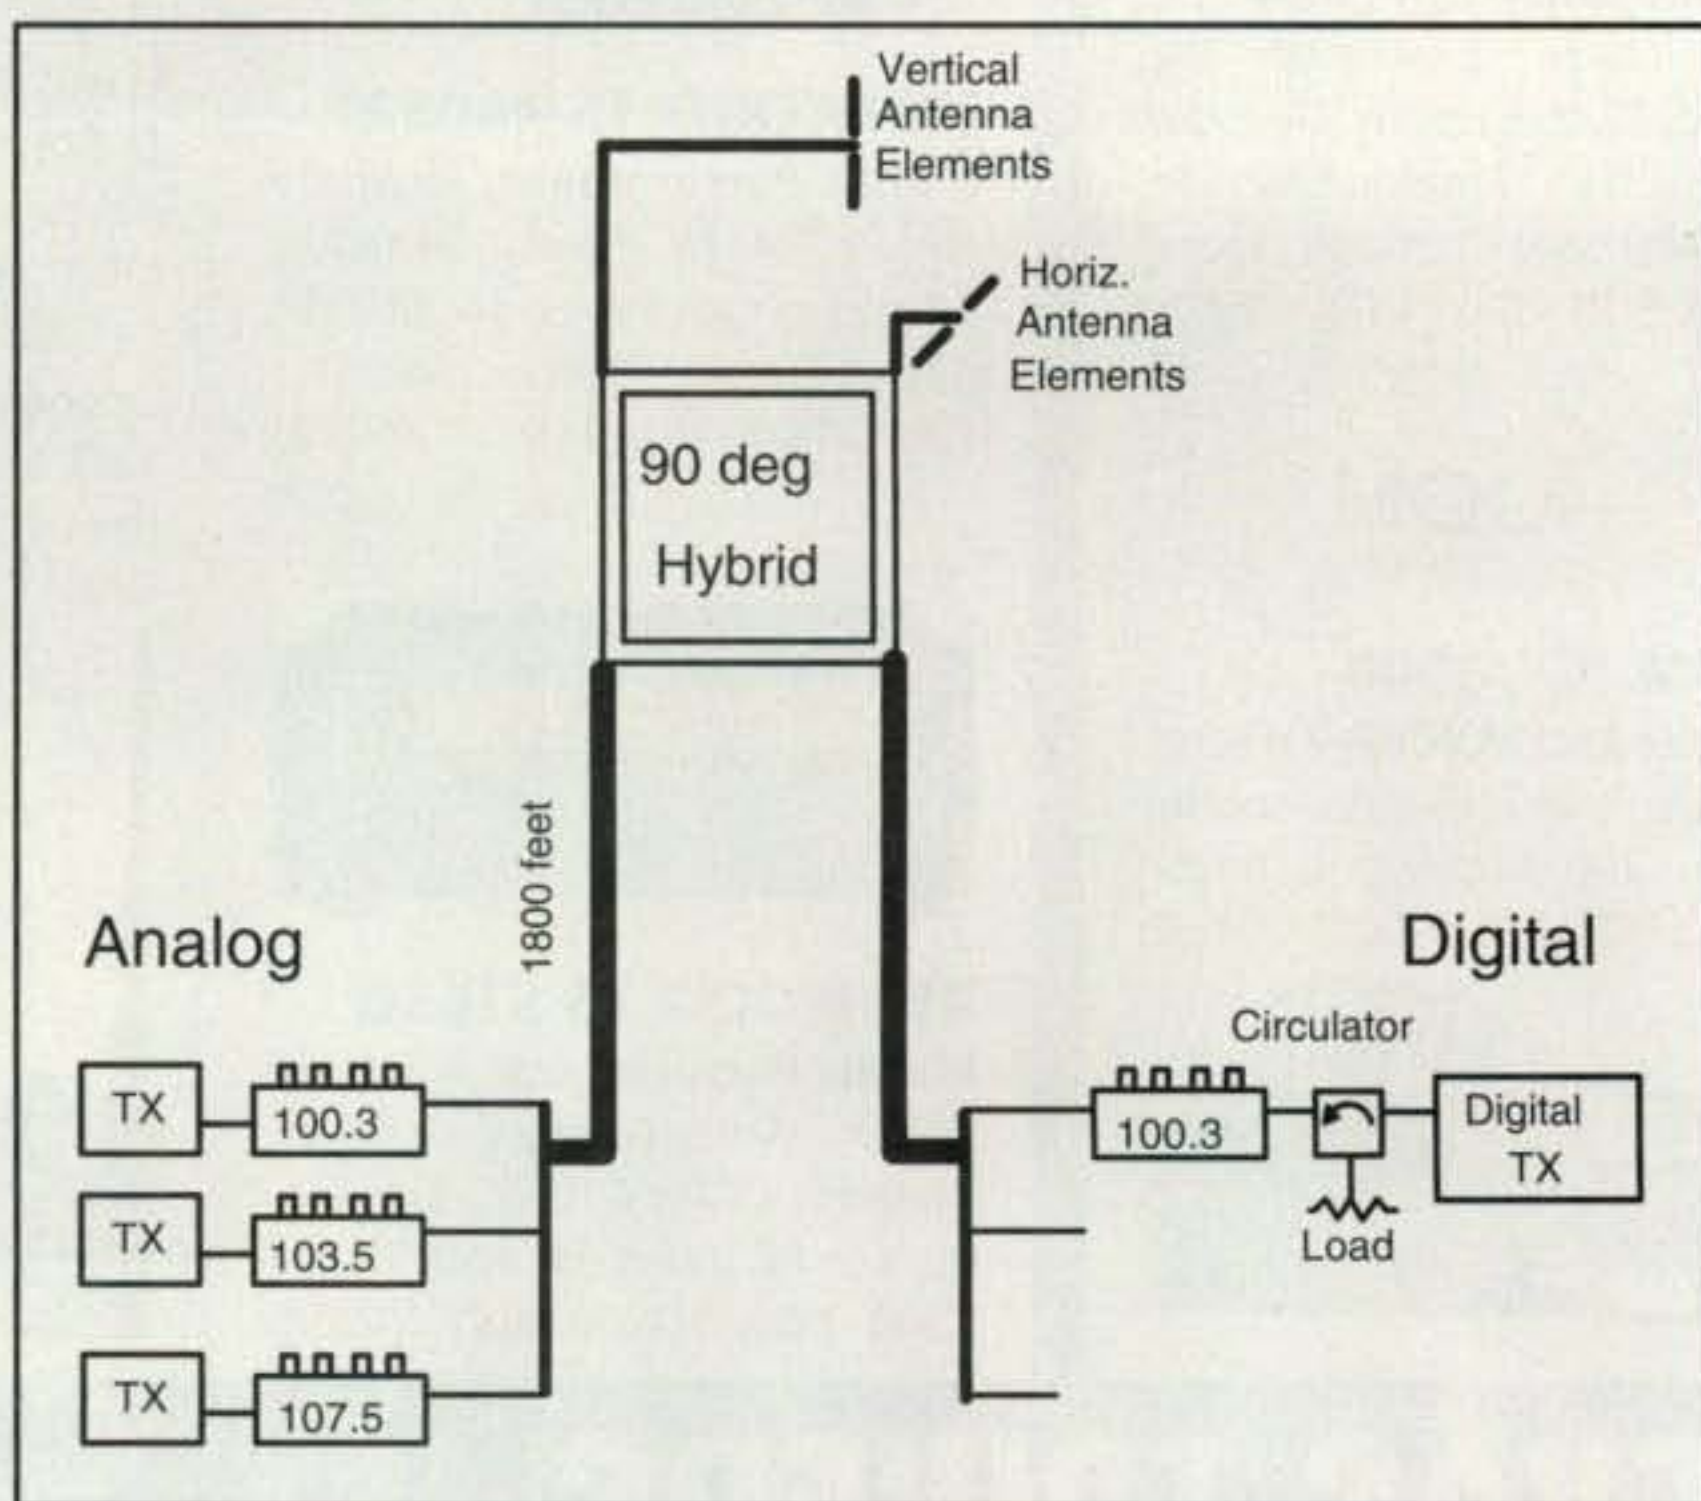 Vertical
Antenna
Elements
Horiz.
Antenna
Elements
90 deg
Hybrid
1800 feet
Analog
Digital
Circulator
TX
100.3
100.3
Digital
TX
Load
TX
103.5
TX
107.5